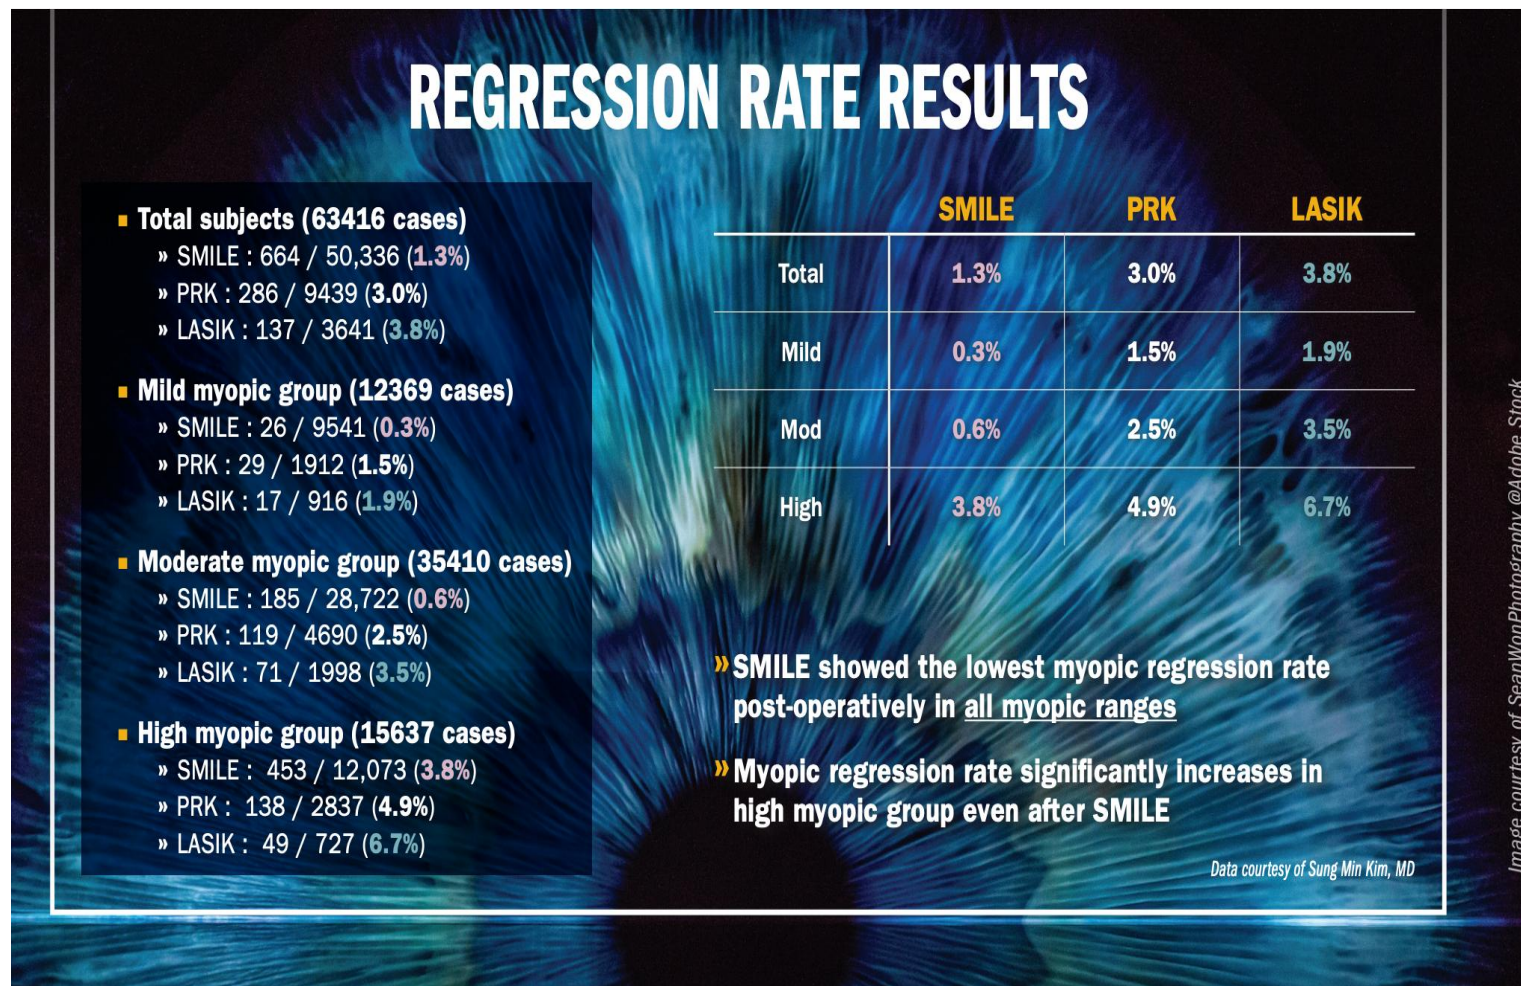 REGRESSION RATE RESULTS
▪ Total subjects (63416 cases)
» SMILE : 664 / 50,336 (1.3%)
» PRK : 286 / 9439 (3.0%)
» LASIK : 137 / 3641 (3.8%)
▪ Mild myopic group (12369 cases)
» SMILE : 26 / 9541 (0.3%)
» PRK : 29 / 1912 (1.5%)
» LASIK : 17 / 916 (1.9%)
▪ Moderate myopic group (35410 cases)
» SMILE : 185 / 28,722 (0.6%)
» PRK : 119 / 4690 (2.5%)
» LASIK : 71 / 1998 (3.5%)
▪ High myopic group (15637 cases)
» SMILE : 453 / 12,073 (3.8%)
» PRK : 138 / 2837 (4.9%)
» LASIK : 49 / 727 (6.7%)
SMILE PRK LASIK
Total 1.3% 3.0% 3.8%
Mild 0.3% 1.5% 1.9%
Mod 0.6% 2.5% 3.5%
High 3.8% 4.9% 6.7%
» SMILE showed the lowest myopic regression rate
post-operatively in all myopic ranges
» Myopic regression rate significantly increases in
high myopic group even after SMILE
Data courtesy of Sung Min Kim, MD
Image courtesy of SeanWonPhotography @Adobe Stock